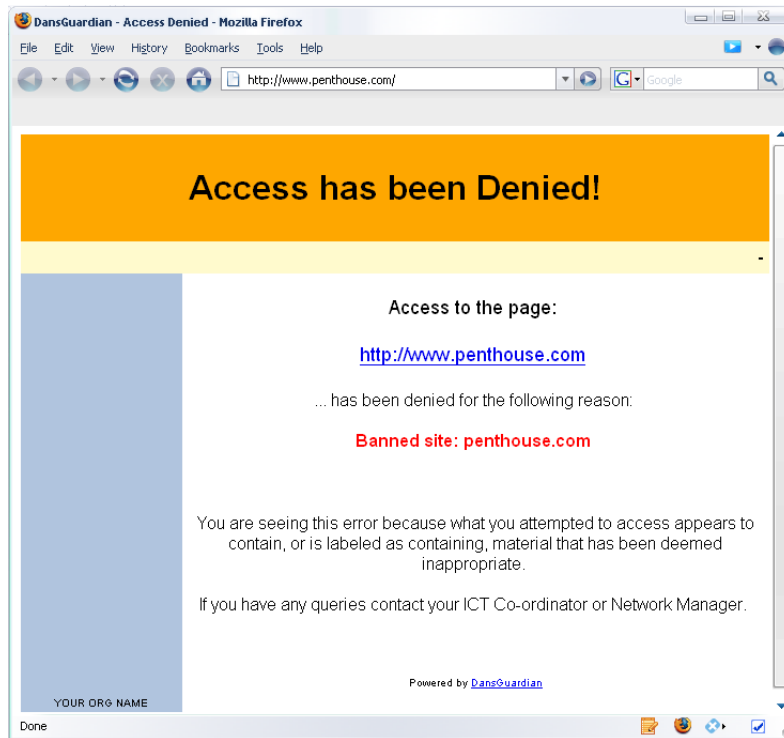 DansGuardian - Access Denied - Mozilla Firefox
File Edit View History Bookmarks Tools Help
http://www.penthouse.com/ G Google
Access has been Denied!
-
Access to the page:
http://www.penthouse.com
... has been denied for the following reason:
Banned site: penthouse.com
You are seeing this error because what you attempted to access appears to
contain, or is labeled as containing, material that has been deemed
inappropriate.
If you have any queries contact your ICT Co-ordinator or Network Manager.
Powered by DansGuardian
YOUR ORG NAME
Done